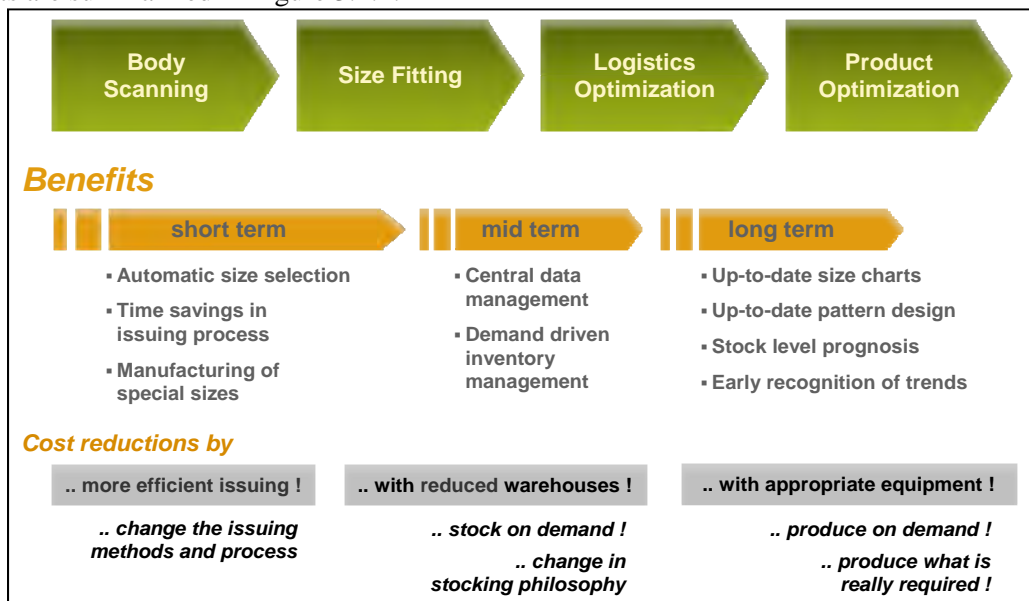 Body
Scanning
Size Fitting
Logistics
Optimization
Product
Optimization
Benefits
short term
▪ Automatic size selection
▪ Time savings in
issuing process
▪ Manufacturing of
special sizes
mid term
▪ Central data
management
▪ Demand driven
inventory
management
long term
▪ Up-to-date size charts
▪ Up-to-date pattern design
▪ Stock level prognosis
▪ Early recognition of trends
Cost reductions by
.. more efficient issuing !
.. change the issuing
methods and process
.. with reduced warehouses !
.. stock on demand !
.. change in
stocking philosophy
.. with appropriate equipment !
.. produce on demand !
.. produce what is
really required !